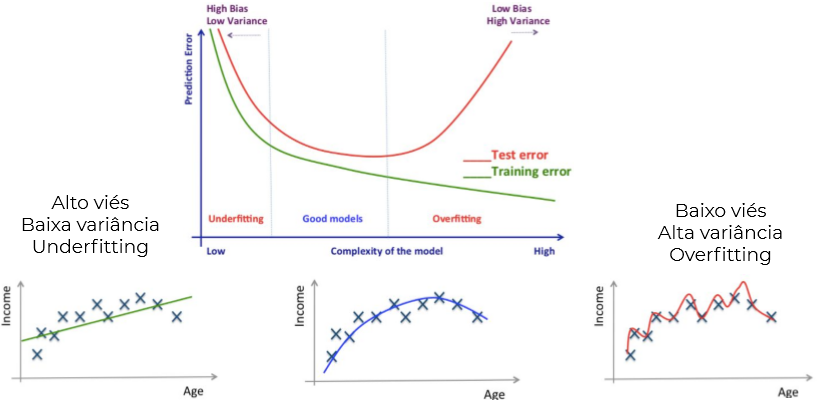 High Bias
Low Variance
Low Bias
High Variance
Prediction Error
Test error
Training error
Underfitting
Good models
Overfitting
Low
Complexity of the model
High
Alto viés
Baixa variância
Underfitting
Baixo viés
Alta variância
Overfitting
Income
Age
Income
Age
Income
Age